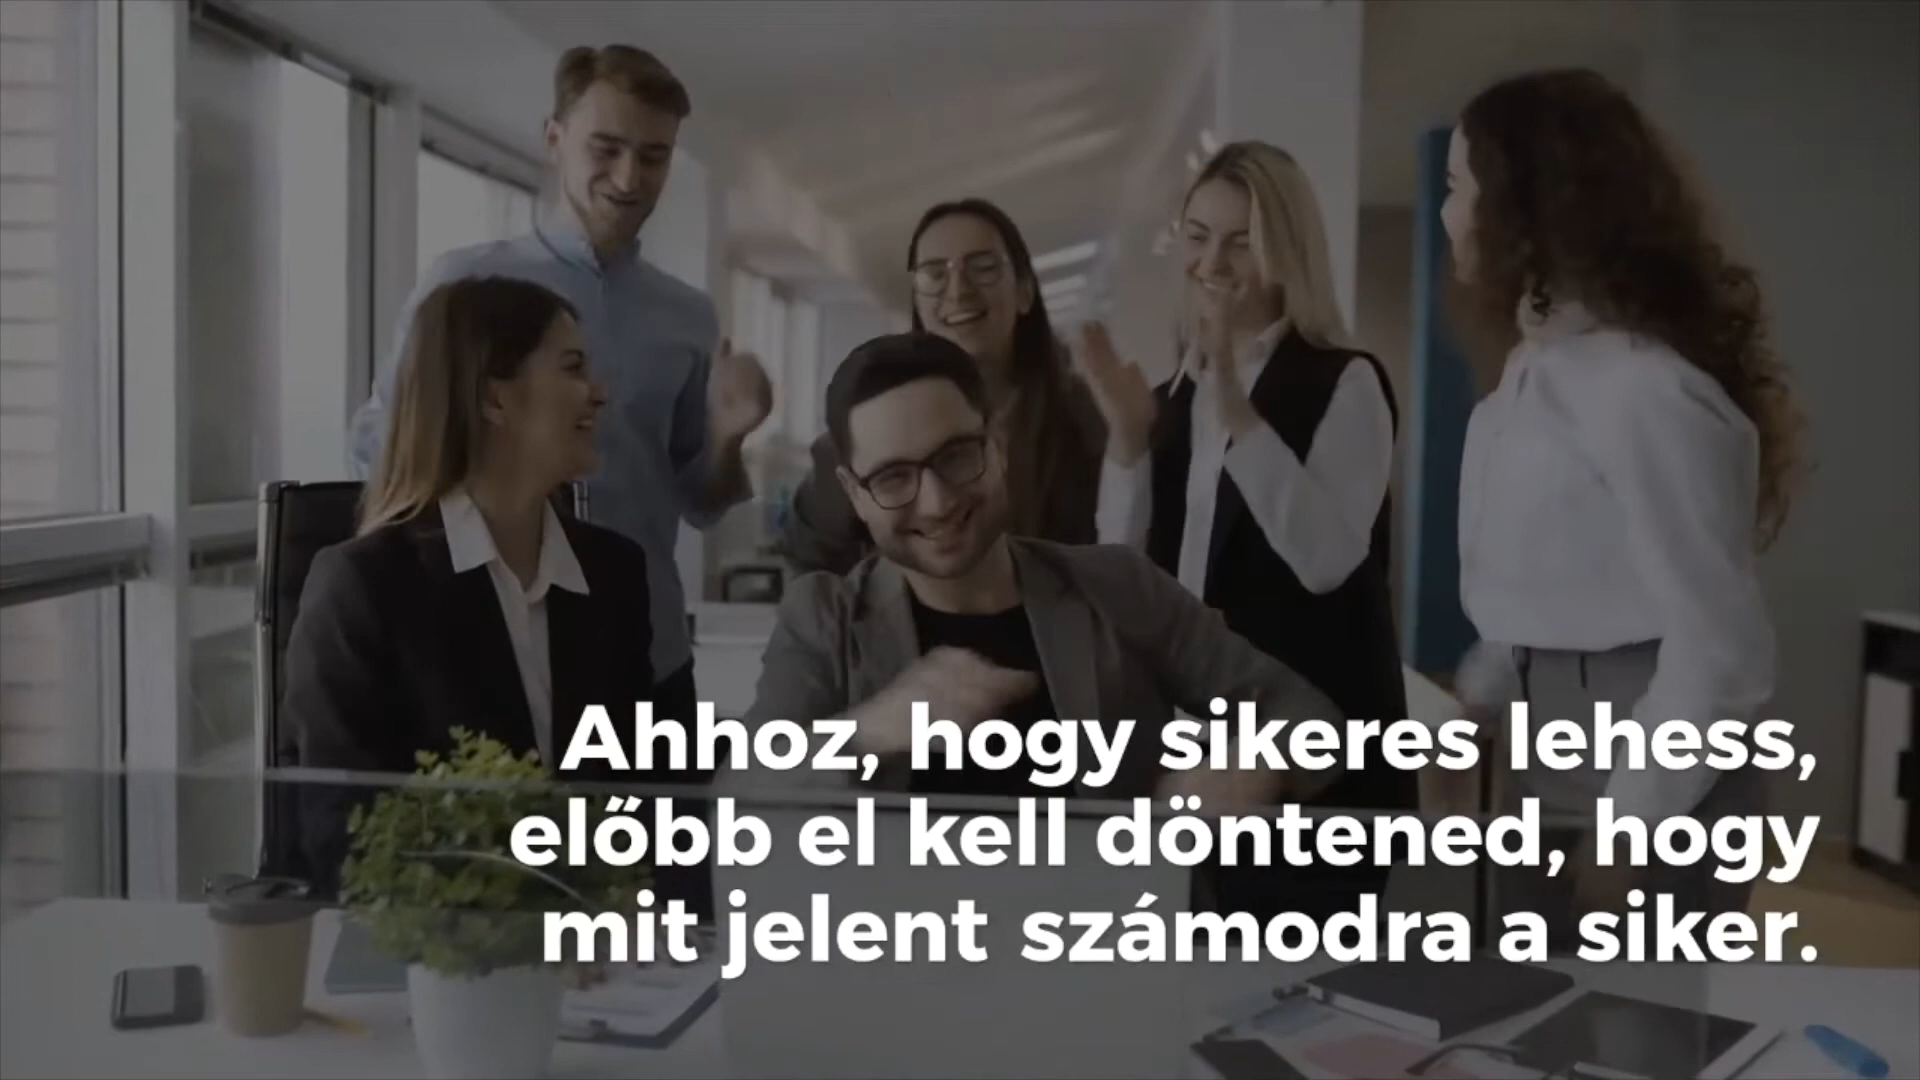 Ahhoz, hogy sikeres lehess,
előbb el kell döntened, hogy
mit jelent számodra a siker.